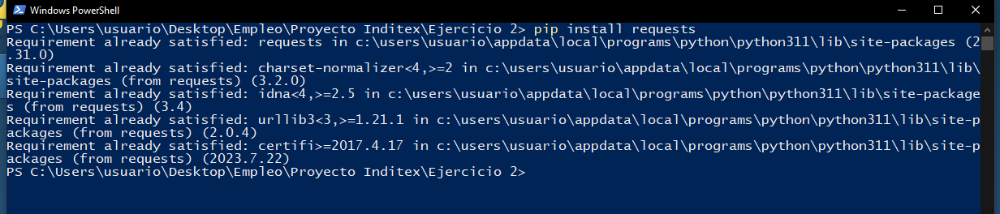 Windows PowerShell
PS C:\Users\usuario\Desktop\Empleo\Proyecto Inditex\Ejercicio 2> pip install requests
Requirement already satisfied: requests in c:\users\usuario\appdata\local\programs\python\python311\lib\site-packages (2
.31.0)
Requirement already satisfied: charset-normalizer<4,>=2 in c:\users\usuario\appdata\local\programs\python\python311\lib\
site-packages (from requests) (3.2.0)
Requirement already satisfied: idna<4,>=2.5 in c:\users\usuario\appdata\local\programs\python\python311\lib\site-package
s (from requests) (3.4)
Requirement already satisfied: urllib3<3,>=1.21.1 in c:\users\usuario\appdata\local\programs\python\python311\lib\site-p
ackages (from requests) (2.0.4)
Requirement already satisfied: certifi>=2017.4.17 in c:\users\usuario\appdata\local\programs\python\python311\lib\site-p
ackages (from requests) (2023.7.22)
PS C:\Users\usuario\Desktop\Empleo\Proyecto Inditex\Ejercicio 2>